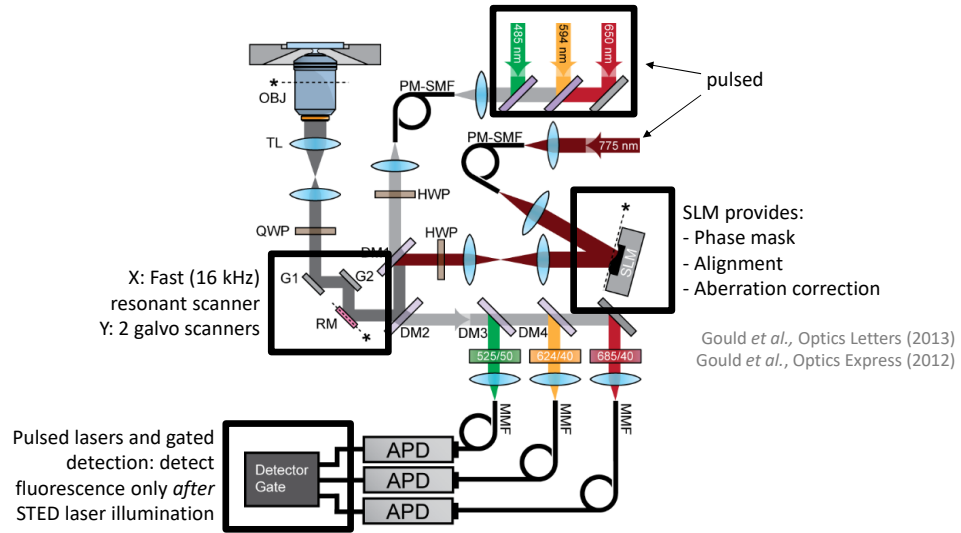 485 nm
594 nm
650 nm
pulsed
*
OBJ
PM-SMF
TL
PM-SMF
775 nm
HWP
QWP
DM1
HWP
*
SLM
SLM provides:
- Phase mask
- Alignment
- Aberration correction
X: Fast (16 kHz)
resonant scanner
Y: 2 galvo scanners
G1
G2
RM
*
DM2
DM3
DM4
525/50
624/40
685/40
Gould et al., Optics Letters (2013)
Gould et al., Optics Express (2012)
MMF
MMF
MMF
Pulsed lasers and gated
detection: detect
fluorescence only after
STED laser illumination
Detector
Gate
APD
APD
APD